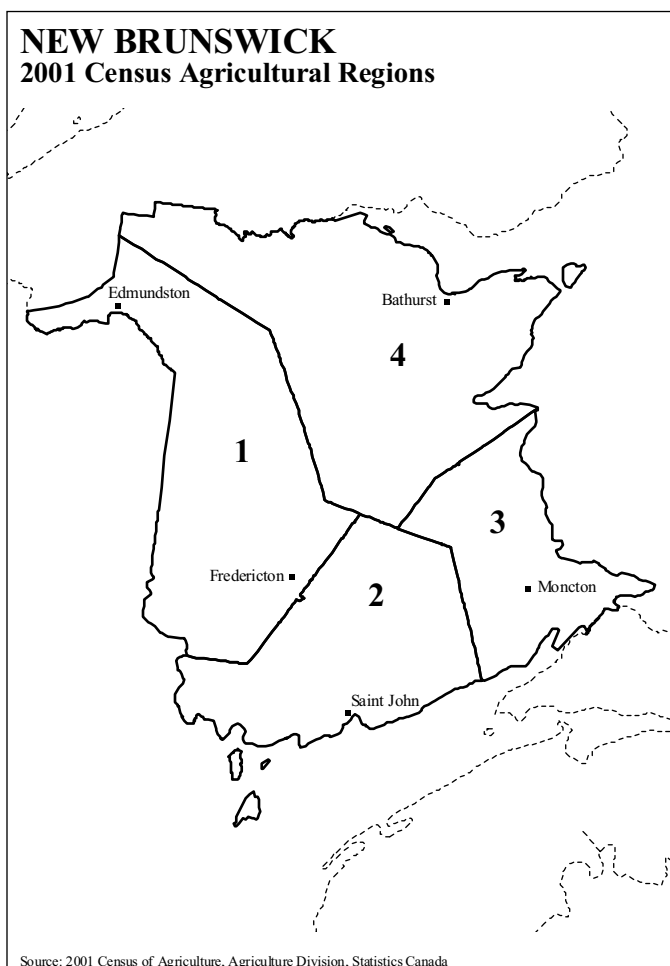 NEW BRUNSWICK
2001 Census Agricultural Regions
Edmundston
Bathurst
4
1
3
Fredericton
Moncton
2
Saint John
Source: 2001 Census of Agriculture, Agriculture Division, Statistics Canada